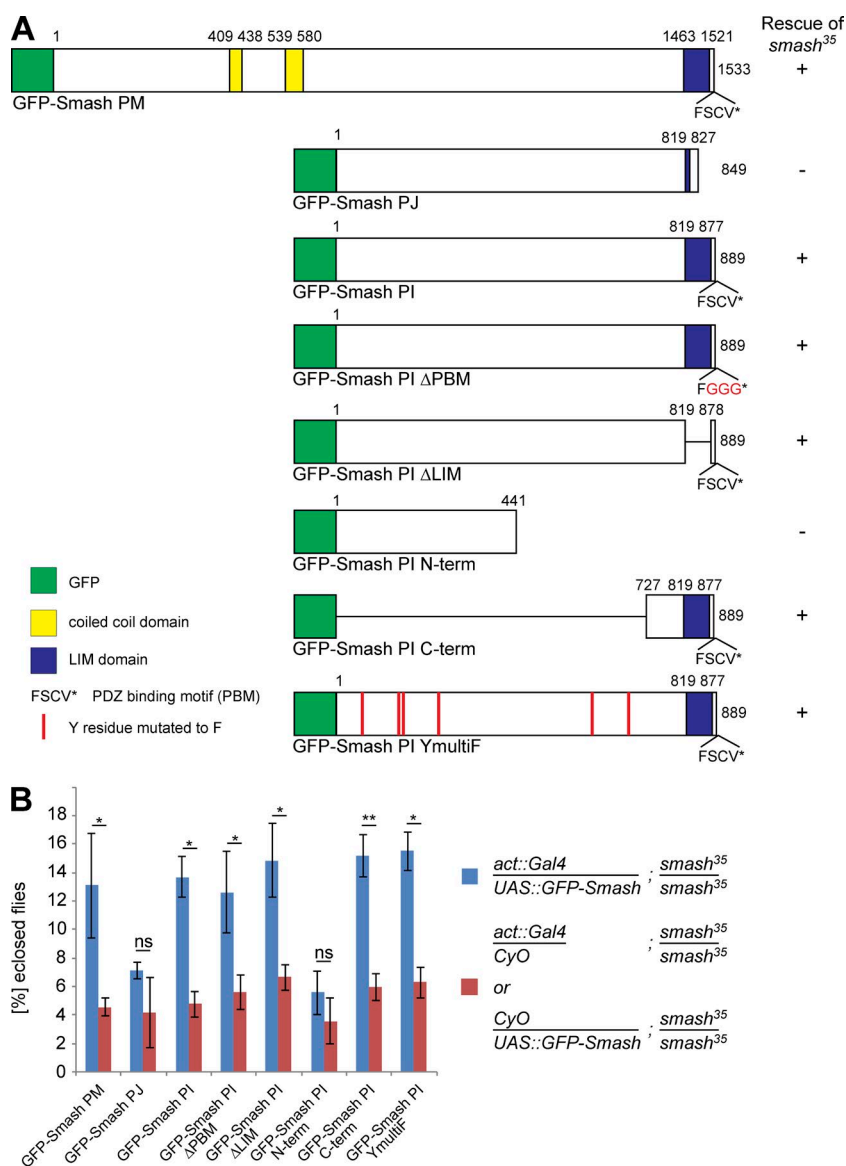 A
Rescue of
smash35
1 409 438 539 580 1463 1521
1533
+
FSCV*
GFP-Smash PM
1 819 827
849
-
GFP-Smash PJ
1 819 877
889
+
FSCV*
GFP-Smash PI
1
889
+
FGGG*
GFP-Smash PI ΔPBM
1 819 878
889
+
FSCV*
GFP-Smash PI ΔLIM
1 441
-
GFP-Smash PI N-term
727 819 877
889
+
FSCV*
GFP-Smash PI C-term
1 819 877
889
+
FSCV*
GFP-Smash PI YmultiF
GFP
coiled coil domain
LIM domain
FSCV* PDZ binding motif (PBM)
Y residue mutated to F
B
[%] eclosed flies
18
16
14
12
10
8
6
4
2
0
* ns * * * ns ** *
GFP-Smash PM
GFP-Smash PJ
GFP-Smash PI
GFP-Smash PI
ΔPBM
GFP-Smash PI
ΔLIM
GFP-Smash PI
N-term
GFP-Smash PI
C-term
GFP-Smash PI
YmultiF
act::Gal4 ; smash35
UAS::GFP-Smash smash35
act::Gal4 ; smash35
CyO smash35
or
CyO ; smash35
UAS::GFP-Smash smash35